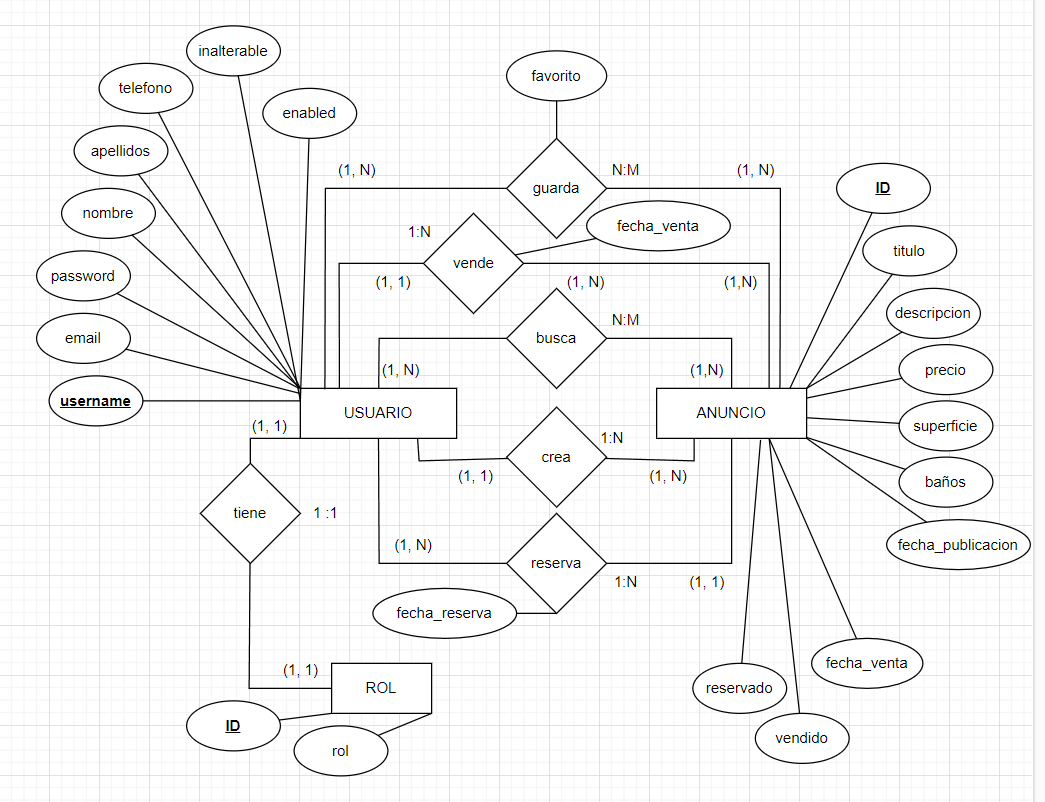 inalterable
favorito
telefono
enabled
apellidos
(1, N)
N:M
(1, N)
guarda
ID
nombre
fecha_venta
1:N
titulo
vende
password
(1, 1)
(1, N)
(1,N)
descripcion
N:M
email
busca
(1, N)
(1,N)
precio
username
USUARIO
ANUNCIO
(1, 1)
superficie
1:N
crea
(1, 1)
(1, N)
baños
tiene
1 :1
(1, N)
fecha_publicacion
reserva
1:N
(1, 1)
fecha_reserva
(1, 1)
fecha_venta
ROL
reservado
ID
vendido
rol